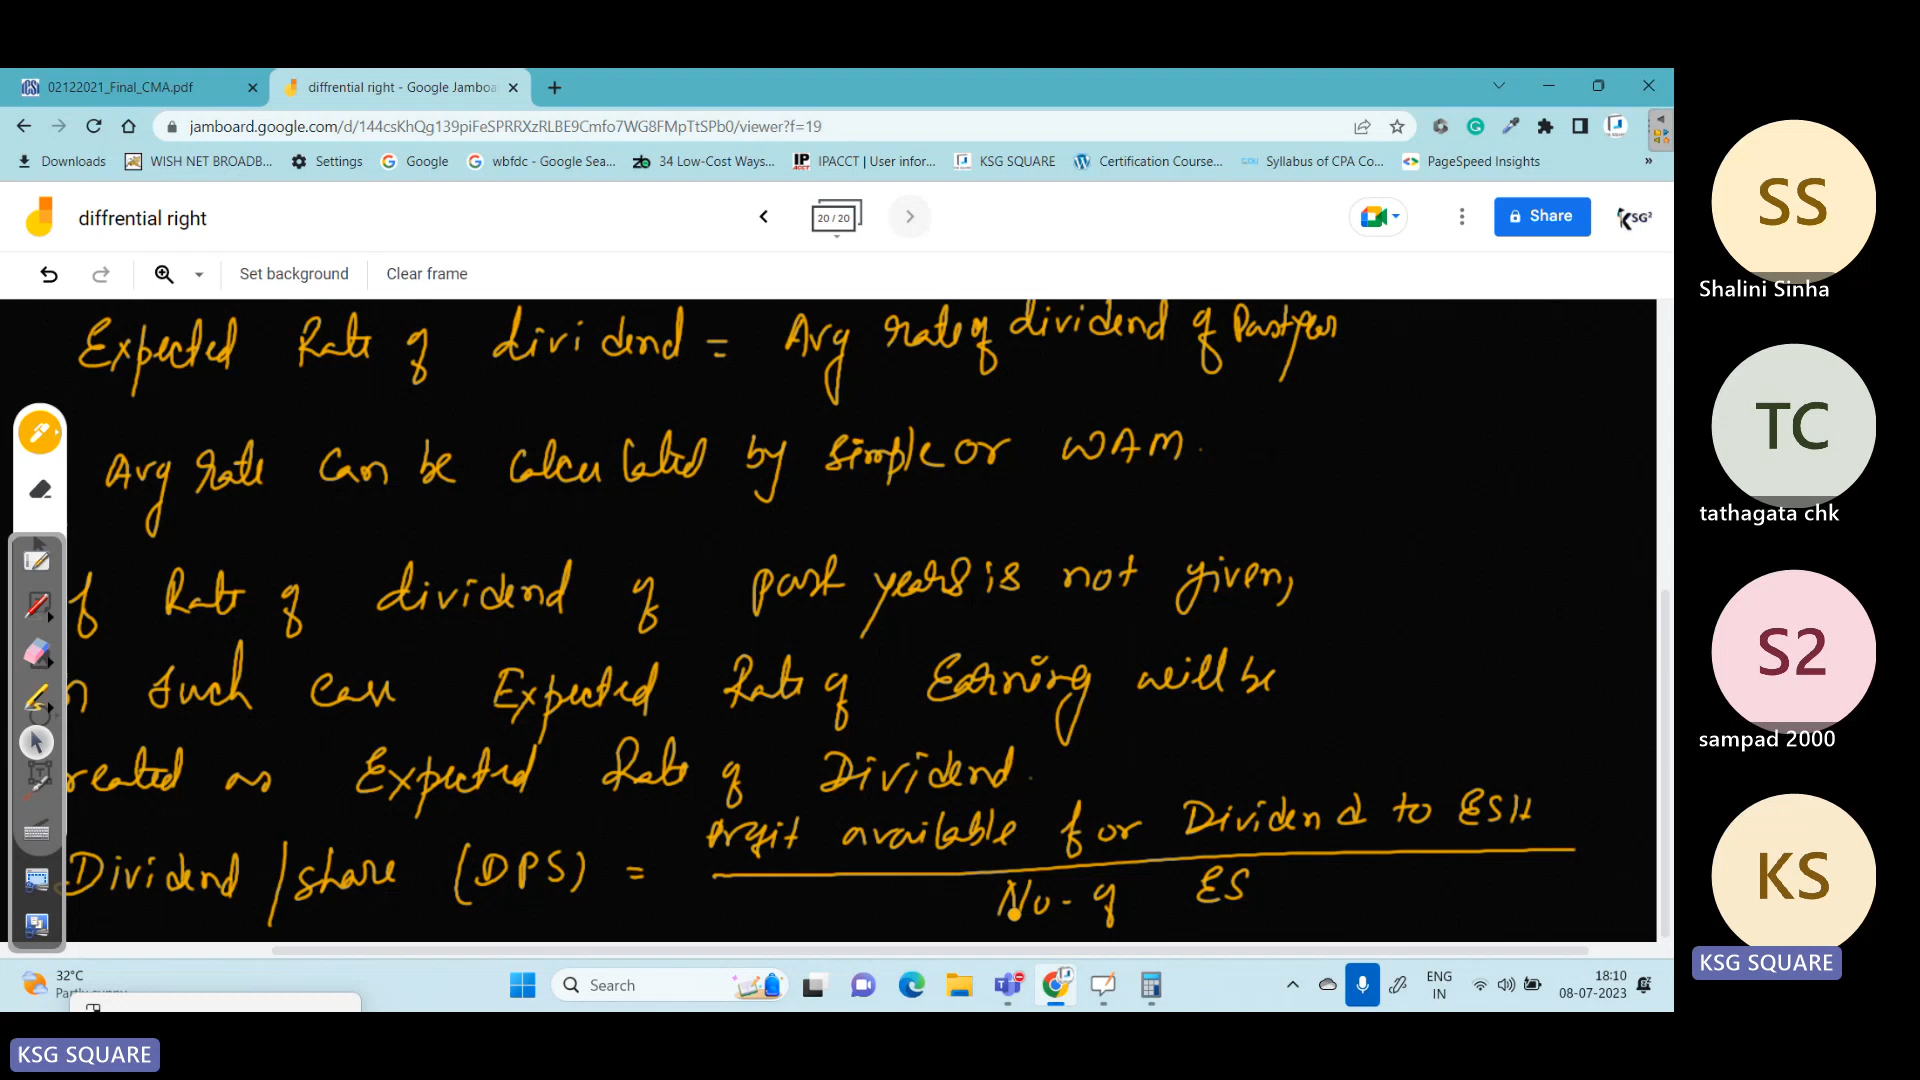 02122021_Final_CMA.pdf
diffrential right - Google Jamboa
jamboard.google.com/d/144csKhQg139piFeSPRRXzRLBE9Cmfo7WG8FMpTtSPb0/viewer?f=19
Downloads WISH NET BROADB... Settings Google wbfdc - Google Sea... 34 Low-Cost Ways... IPACCT | User infor... KSG SQUARE Certification Course... Syllabus of CPA Co... PageSpeed Insights »
diffrential right 20 / 20 Share KSG²
Set background Clear frame
Expected Rate of dividend = Avg rate of dividend of Past year
Avg rate can be calculated by simple or WAM.
f Rate of dividend of past years is not given,
n such case Expected Rate of Earning will be
reated as Expected Rate of Dividend.
Dividend/share (DPS) = Profit available for Dividend to ESH
No. of ES
32°C
Partly sunny
Search
ENG
IN
18:10
08-07-2023
SS
Shalini Sinha
TC
tathagata chk
S2
sampad 2000
KS
KSG SQUARE
KSG SQUARE